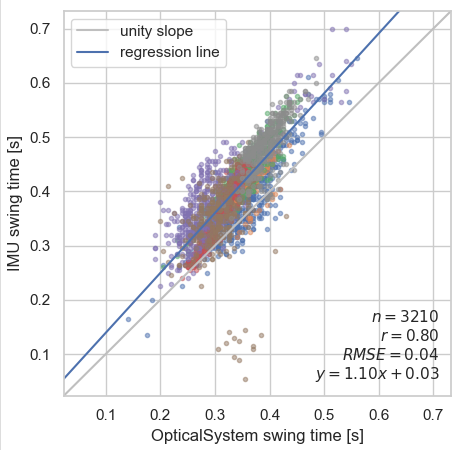 unity slope
regression line
0.7
0.6
0.5
0.4
0.3
0.2
0.1
IMU swing time [s]
n = 3210
r = 0.80
RMSE = 0.04
y = 1.10x + 0.03
0.1 0.2 0.3 0.4 0.5 0.6 0.7
OpticalSystem swing time [s]